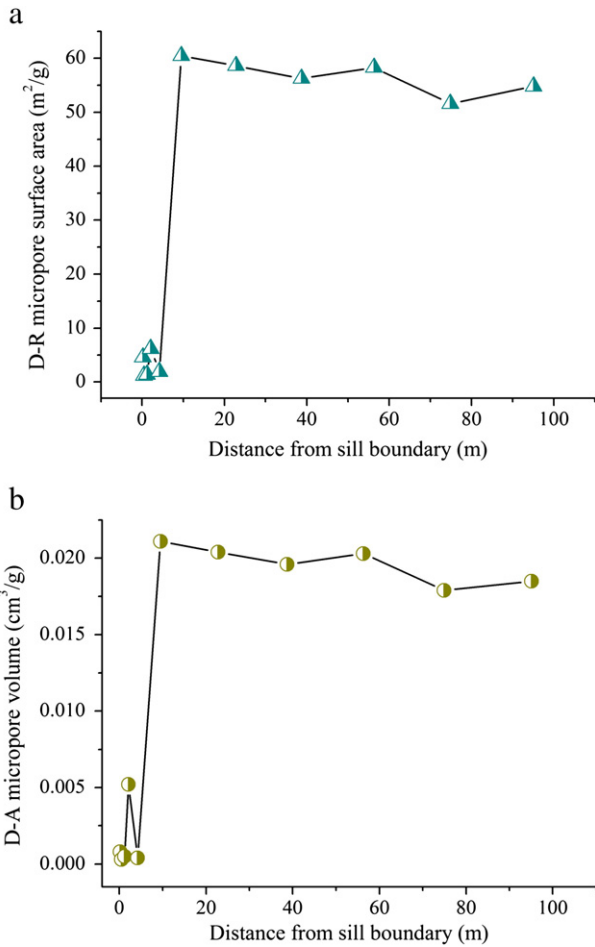 a
D-R micropore surface area (m²/g)
60
50
40
30
20
10
0
0 20 40 60 80 100
Distance from sill boundary (m)
b
D-A micropore volume (cm³/g)
0.020
0.015
0.010
0.005
0.000
0 20 40 60 80 100
Distance from sill boundary (m)